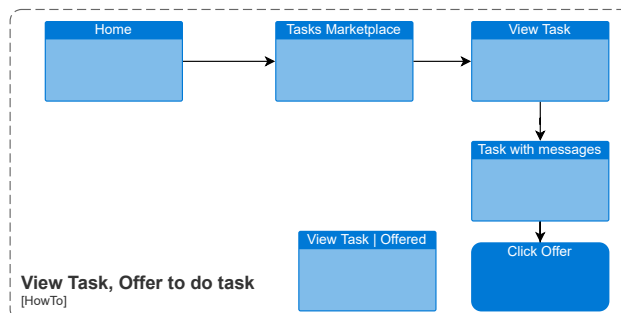 Home
Tasks Marketplace
View Task
Task with messages
View Task | Offered
Click Offer
View Task, Offer to do task
[HowTo]